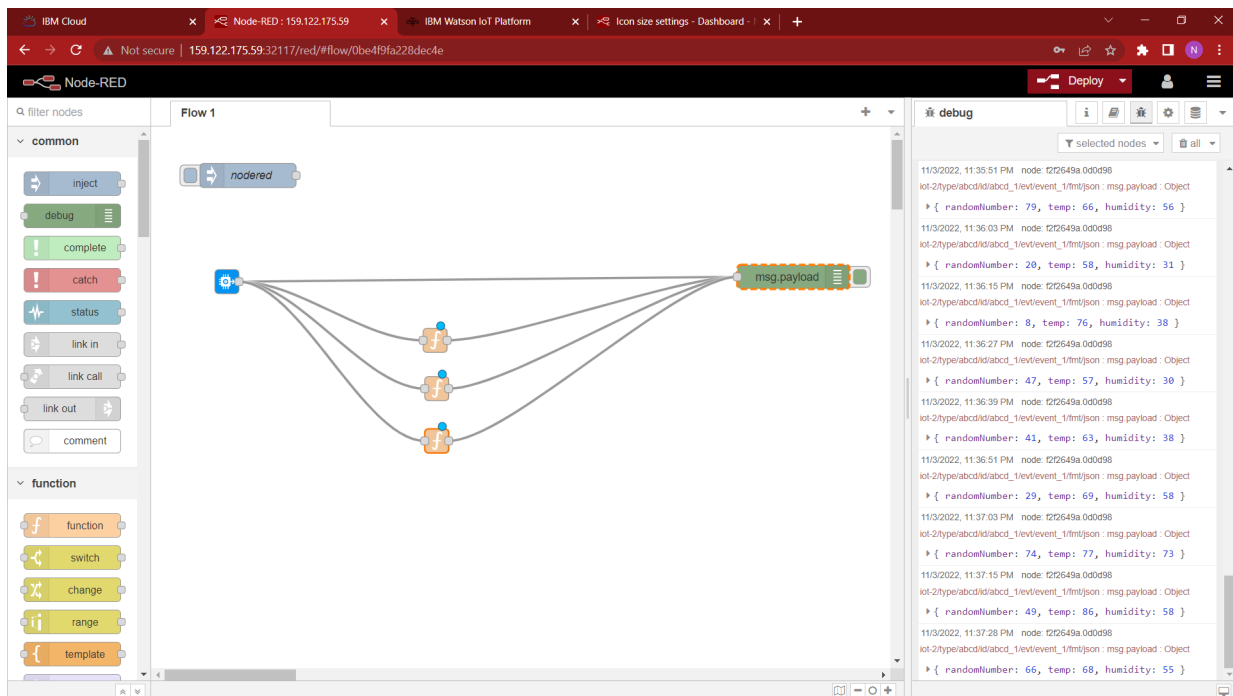 IBM Cloud
Node-RED : 159.122.175.59
IBM Watson IoT Platform
Icon size settings - Dashboard -
Not secure | 159.122.175.59:32117/red/#flow/0be4f9fa228dec4e
N
Node-RED
Deploy
filter nodes
common
inject
debug
complete
catch
status
link in
link call
link out
comment
function
function
switch
change
range
template
Flow 1
nodered
f
f
f
msg.payload
debug
selected nodes
all
11/3/2022, 11:35:51 PM node: f2f2649a.0d0d98
iot-2/type/abcd/id/abcd_1/evt/event_1/fmt/json : msg.payload : Object
{ randomNumber: 79, temp: 66, humidity: 56 }
11/3/2022, 11:36:03 PM node: f2f2649a.0d0d98
iot-2/type/abcd/id/abcd_1/evt/event_1/fmt/json : msg.payload : Object
{ randomNumber: 20, temp: 58, humidity: 31 }
11/3/2022, 11:36:15 PM node: f2f2649a.0d0d98
iot-2/type/abcd/id/abcd_1/evt/event_1/fmt/json : msg.payload : Object
{ randomNumber: 8, temp: 76, humidity: 38 }
11/3/2022, 11:36:27 PM node: f2f2649a.0d0d98
iot-2/type/abcd/id/abcd_1/evt/event_1/fmt/json : msg.payload : Object
{ randomNumber: 47, temp: 57, humidity: 30 }
11/3/2022, 11:36:39 PM node: f2f2649a.0d0d98
iot-2/type/abcd/id/abcd_1/evt/event_1/fmt/json : msg.payload : Object
{ randomNumber: 41, temp: 63, humidity: 38 }
11/3/2022, 11:36:51 PM node: f2f2649a.0d0d98
iot-2/type/abcd/id/abcd_1/evt/event_1/fmt/json : msg.payload : Object
{ randomNumber: 29, temp: 69, humidity: 58 }
11/3/2022, 11:37:03 PM node: f2f2649a.0d0d98
iot-2/type/abcd/id/abcd_1/evt/event_1/fmt/json : msg.payload : Object
{ randomNumber: 74, temp: 77, humidity: 73 }
11/3/2022, 11:37:15 PM node: f2f2649a.0d0d98
iot-2/type/abcd/id/abcd_1/evt/event_1/fmt/json : msg.payload : Object
{ randomNumber: 49, temp: 86, humidity: 58 }
11/3/2022, 11:37:28 PM node: f2f2649a.0d0d98
iot-2/type/abcd/id/abcd_1/evt/event_1/fmt/json : msg.payload : Object
{ randomNumber: 66, temp: 68, humidity: 55 }